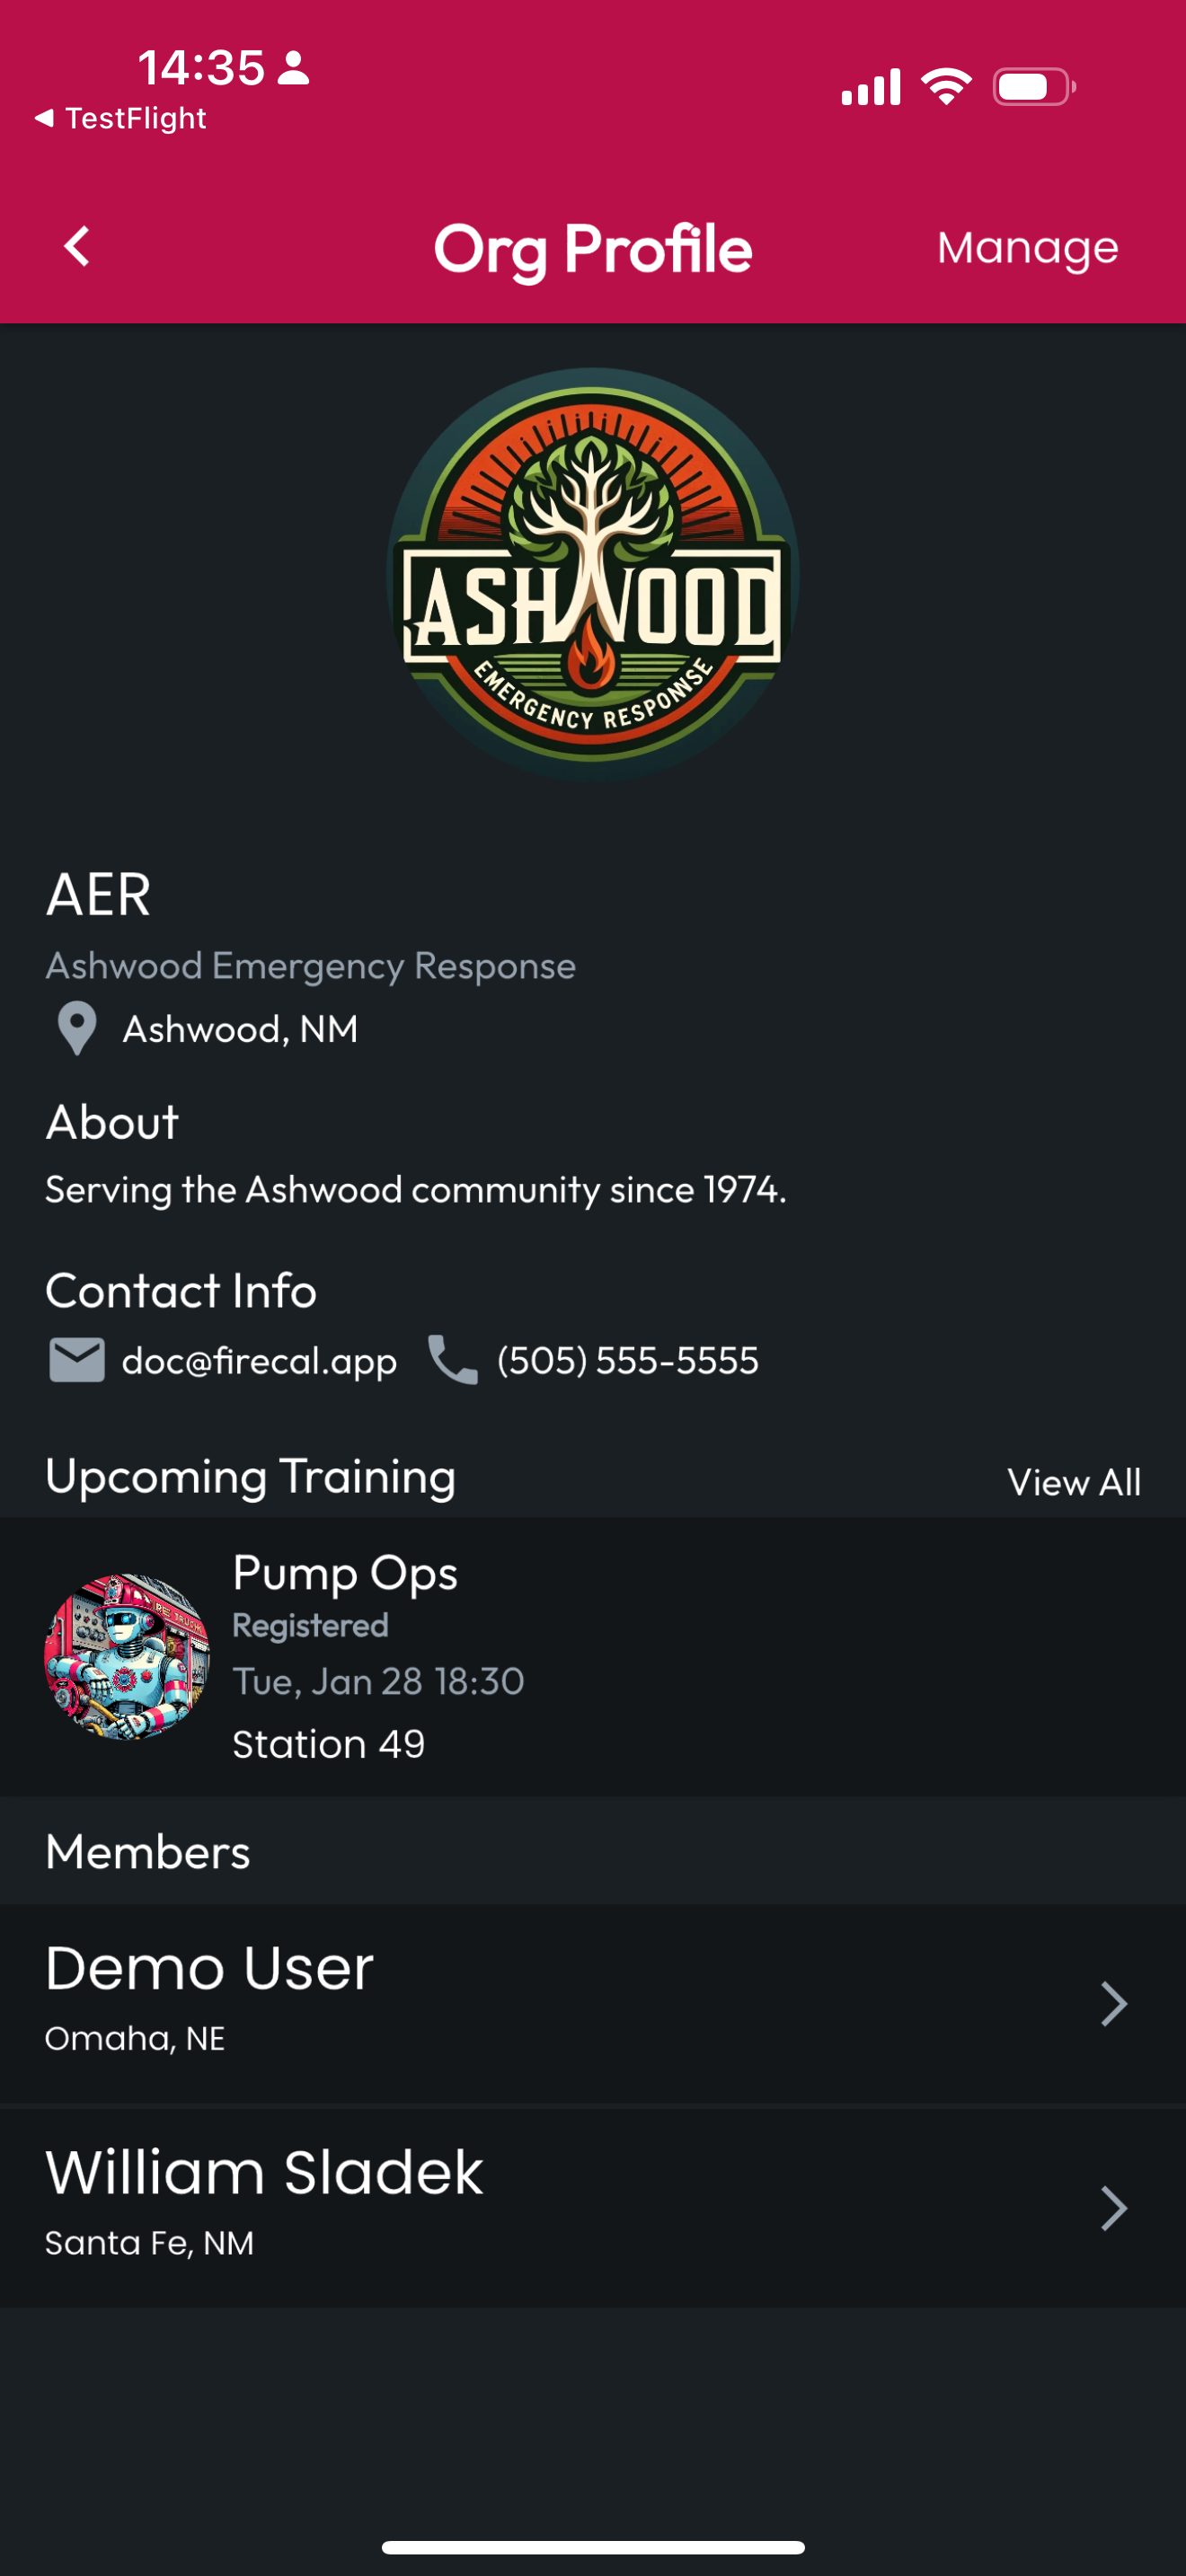 14:35
TestFlight
Org Profile
Manage
ASHWOOD
EMERGENCY RESPONNSE
AER
Ashwood Emergency Response
Ashwood, NM
About
Serving the Ashwood community since 1974.
Contact Info
doc@firecal.app
(505) 555-5555
Upcoming Training
View All
Pump Ops
Registered
Tue, Jan 28 18:30
Station 49
Members
Demo User
Omaha, NE
William Sladek
Santa Fe, NM